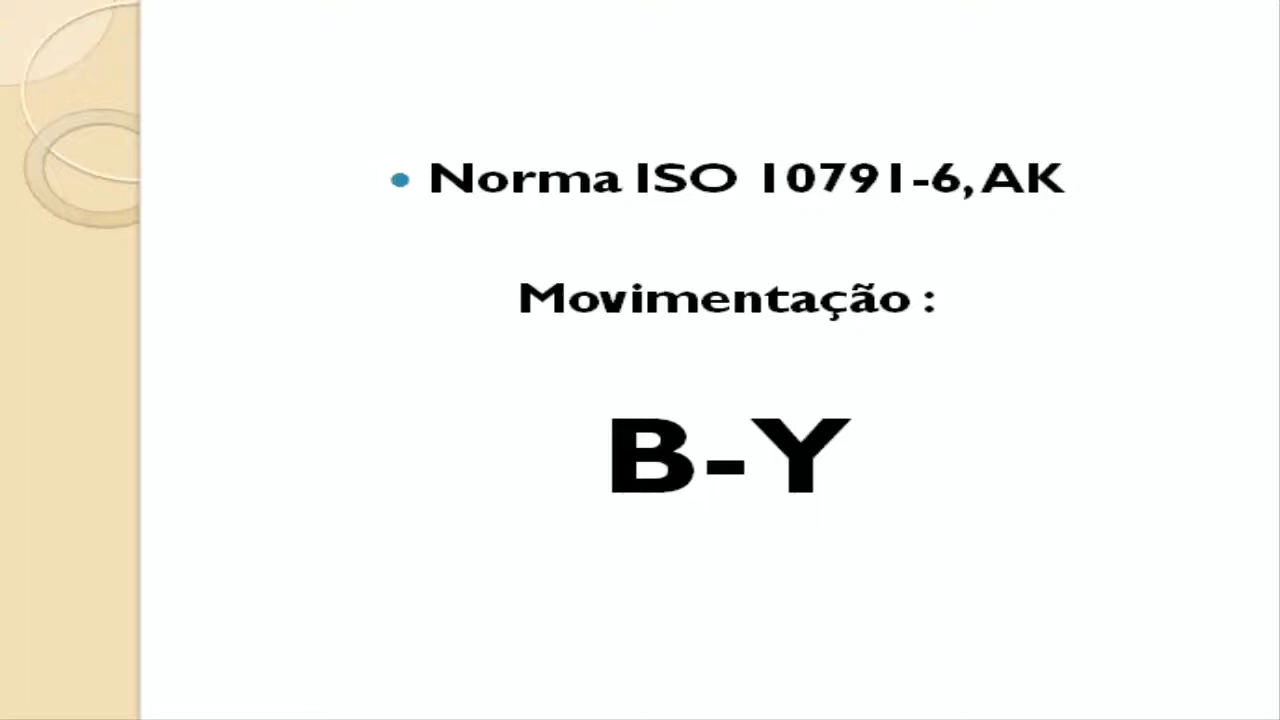 • Norma ISO 10791-6, AK
Movimentação :
B-Y